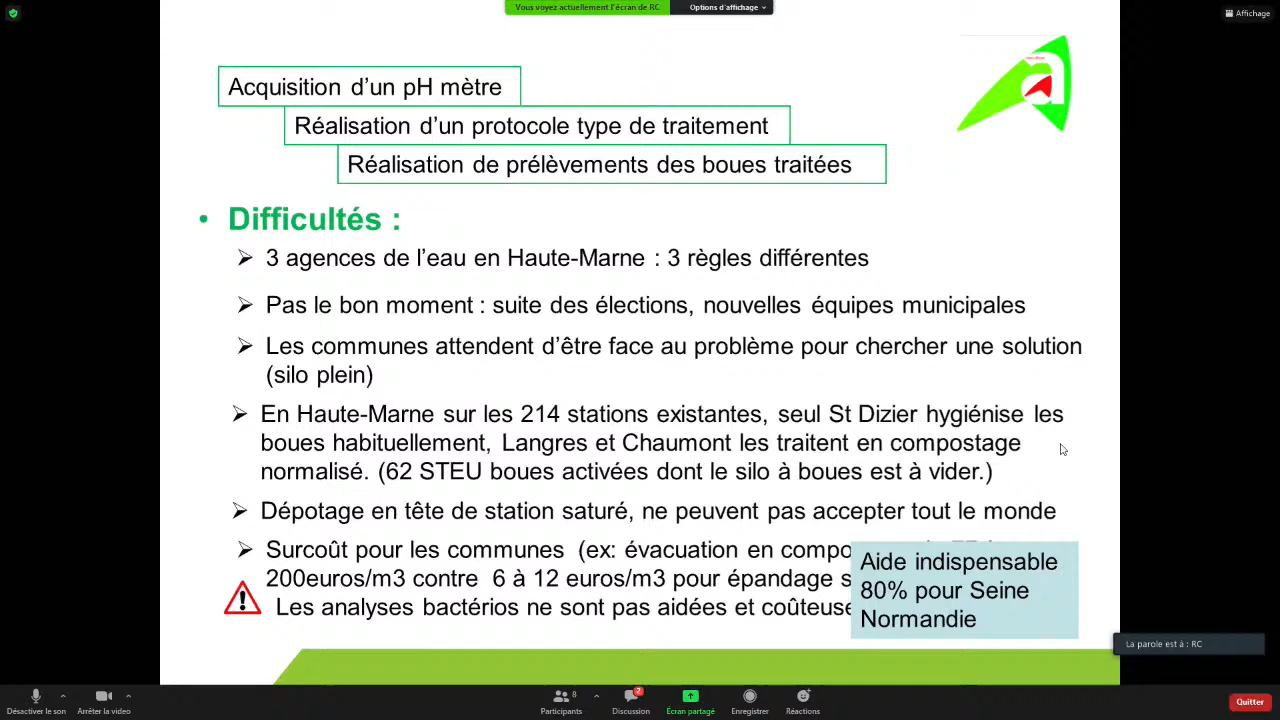 Vous voyez actuellement l'écran de RC
Options d'affichage
Affichage
Acquisition d'un pH mètre
Réalisation d'un protocole type de traitement
Réalisation de prélèvements des boues traitées
• Difficultés :
➢ 3 agences de l'eau en Haute-Marne : 3 règles différentes
➢ Pas le bon moment : suite des élections, nouvelles équipes municipales
➢ Les communes attendent d'être face au problème pour chercher une solution
(silo plein)
➢ En Haute-Marne sur les 214 stations existantes, seul St Dizier hygiénise les
boues habituellement, Langres et Chaumont les traitent en compostage
normalisé. (62 STEU boues activées dont le silo à boues est à vider.)
➢ Dépotage en tête de station saturé, ne peuvent pas accepter tout le monde
➢ Surcoût pour les communes (ex: évacuation en
200euros/m3 contre 6 à 12 euros/m3 pour épandage
Les analyses bactérios ne sont pas aidées et
Aide indispensable
80% pour Seine
Normandie
La parole est à : RC
Désactiver le son
Arrêter la vidéo
Participants
8
Discussion
2
Écran partagé
Enregistrer
Réactions
Quitter